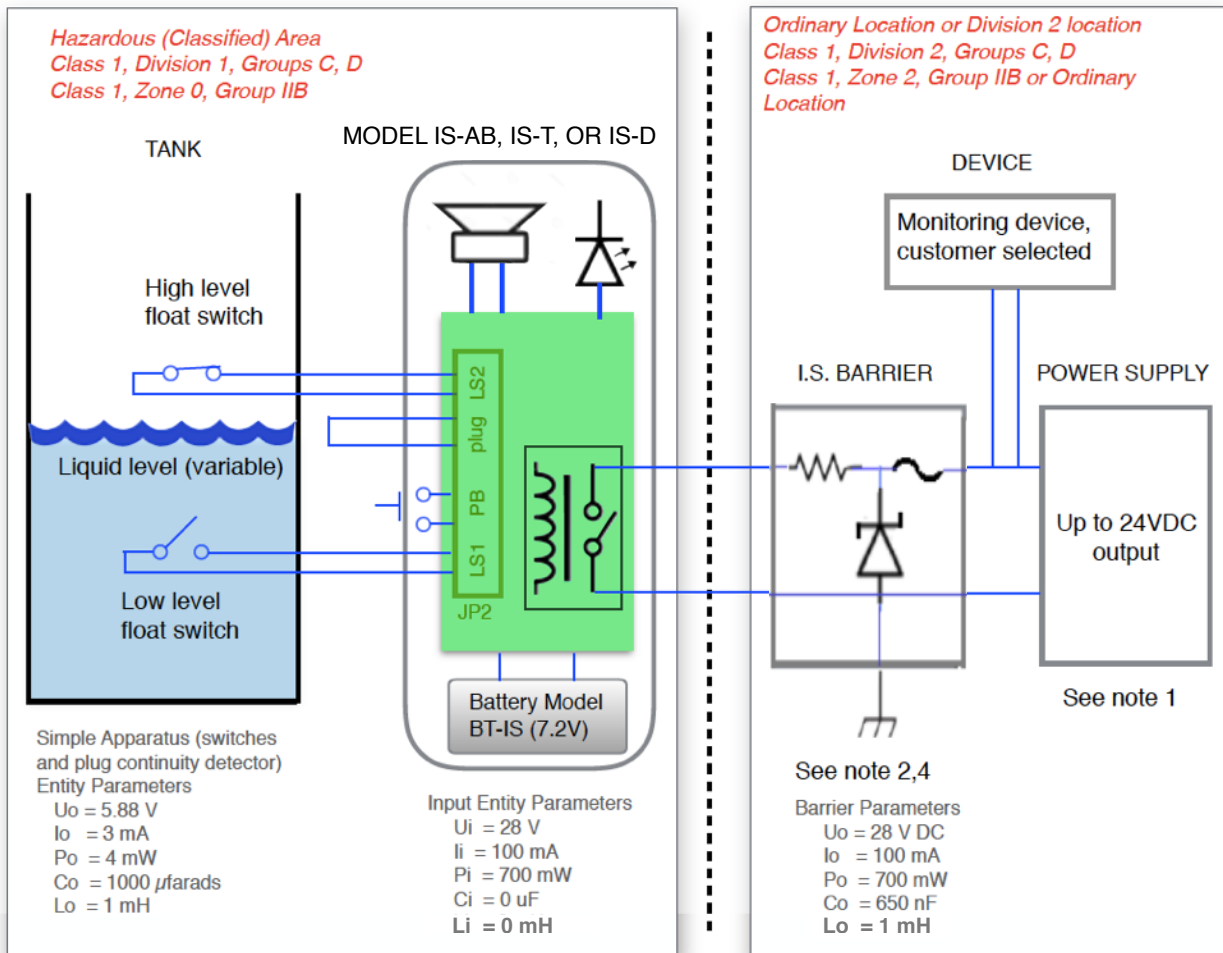 Hazardous (Classified) Area
Class 1, Division 1, Groups C, D
Class 1, Zone 0, Group IIB
TANK
MODEL IS-AB, IS-T, OR IS-D
High level
float switch
Liquid level (variable)
Low level
float switch
LS2
plug
PB
LS1
JP2
Battery Model
BT-IS (7.2V)
Simple Apparatus (switches
and plug continuity detector)
Entity Parameters
Uo = 5.88 V
Io = 3 mA
Po = 4 mW
Co = 1000 µfarads
Lo = 1 mH
Input Entity Parameters
Ui = 28 V
Ii = 100 mA
Pi = 700 mW
Ci = 0 uF
Li = 0 mH
Ordinary Location or Division 2 location
Class 1, Division 2, Groups C, D
Class 1, Zone 2, Group IIB or Ordinary
Location
DEVICE
Monitoring device,
customer selected
I.S. BARRIER
POWER SUPPLY
Up to 24VDC
output
See note 1
See note 2,4
Barrier Parameters
Uo = 28 V DC
Io = 100 mA
Po = 700 mW
Co = 650 nF
Lo = 1 mH